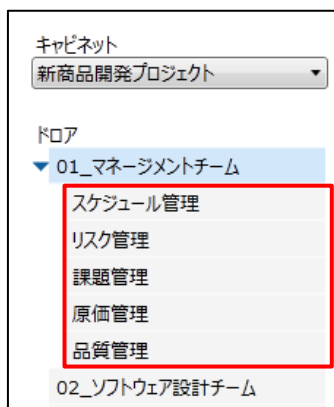 キャビネット
新商品開発プロジェクト
ドロア
01_マネージメントチーム
スケジュール管理
リスク管理
課題管理
原価管理
品質管理
02_ソフトウェア設計チーム